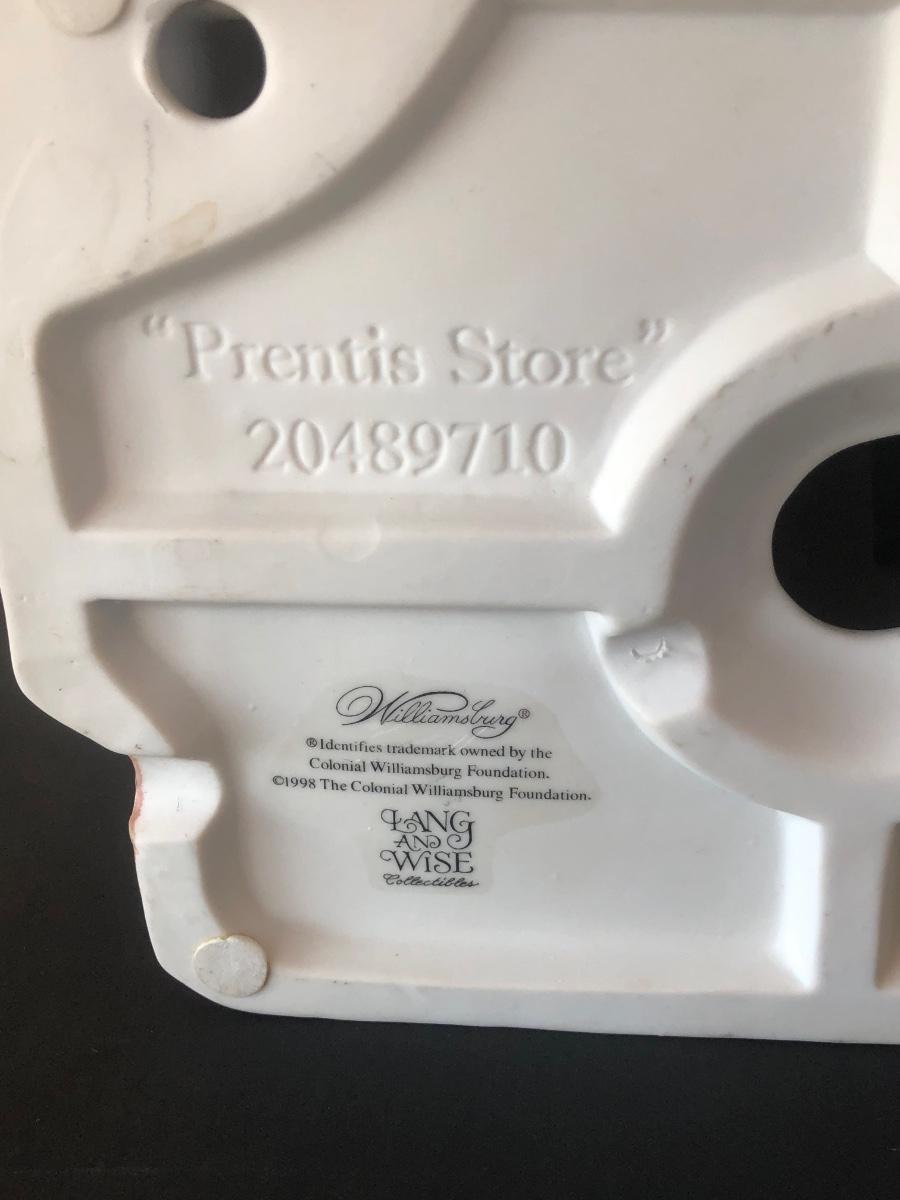 “Prentis Store”
20489710
Williamsburg®
®Identifies trademark owned by the
Colonial Williamsburg Foundation.
©1998 The Colonial Williamsburg Foundation.
LANG
AND
WISE
Collectibles